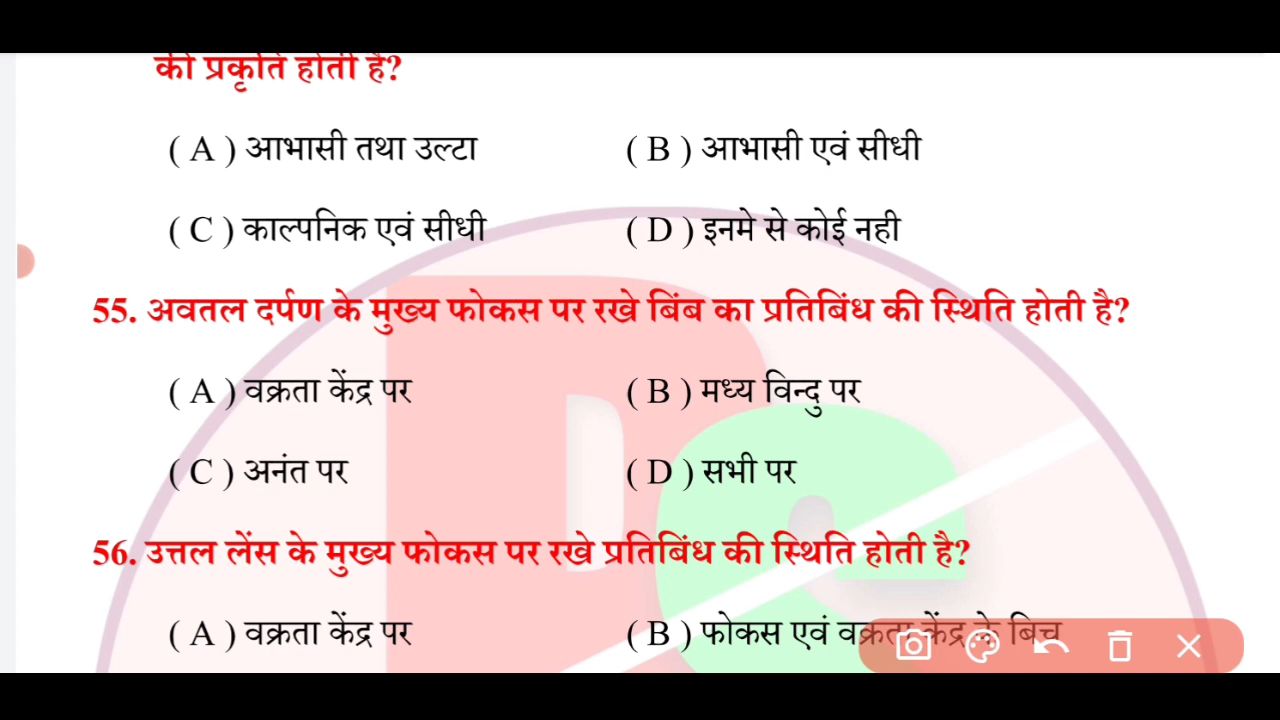 की प्रकृति होती है?
( A ) आभासी तथा उल्टा ( B ) आभासी एवं सीधी
( C ) काल्पनिक एवं सीधी ( D ) इनमे से कोई नही
55. अवतल दर्पण के मुख्य फोकस पर रखे बिंब का प्रतिबिंध की स्थिति होती है?
( A ) वक्रता केंद्र पर ( B ) मध्य विन्दु पर
( C ) अनंत पर ( D ) सभी पर
56. उत्तल लेंस के मुख्य फोकस पर रखे प्रतिबिंध की स्थिति होती है?
( A ) वक्रता केंद्र पर ( B ) फोकस एवं वक्रता केंद्र के बिच